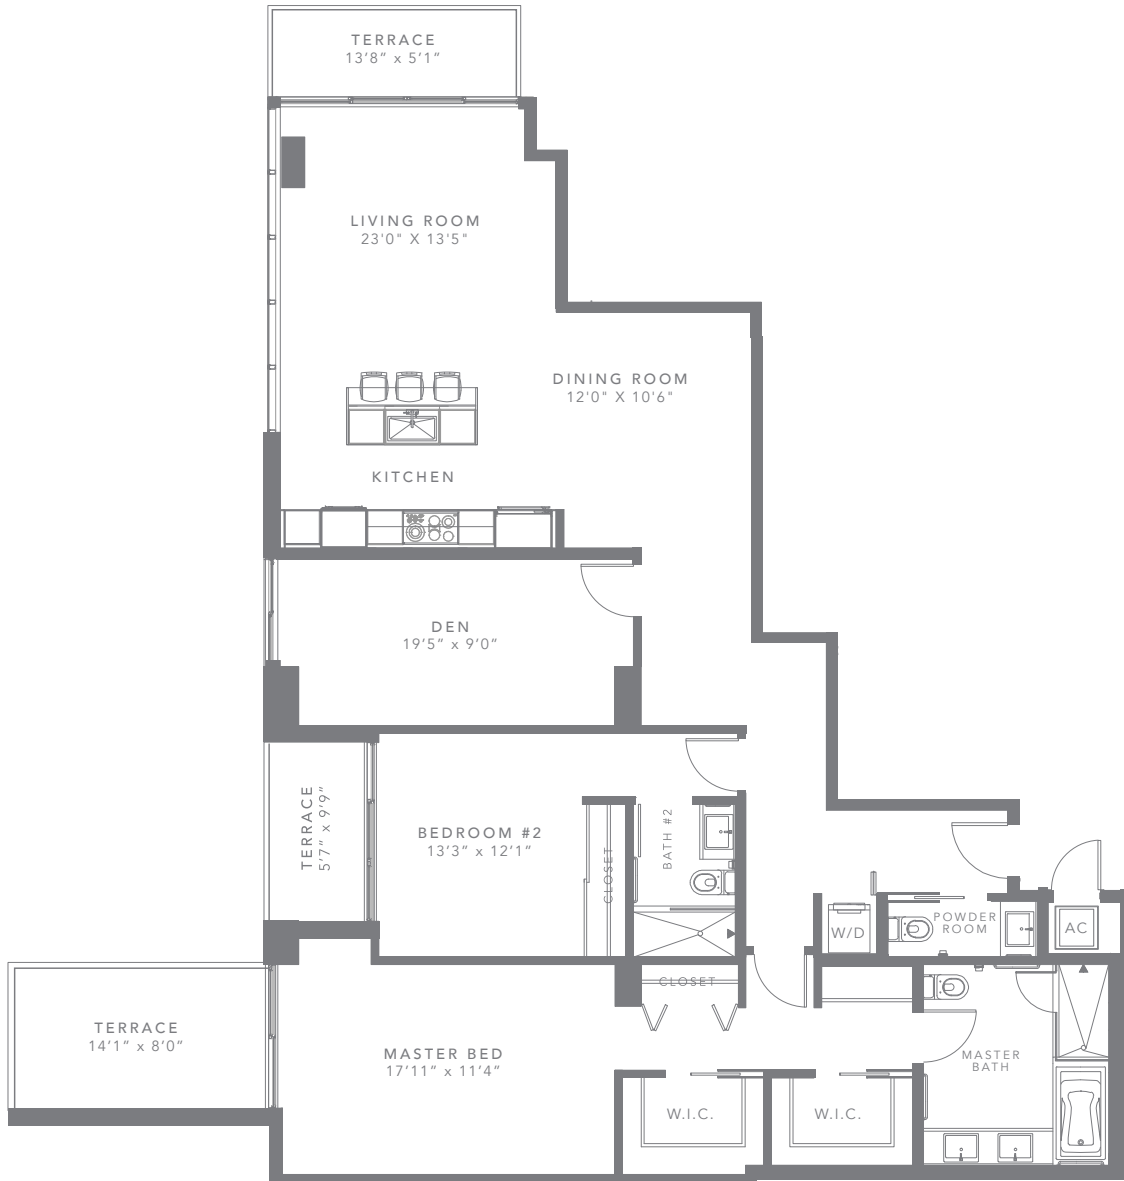 TERRACE
13’8” x 5’1”
LIVING ROOM
23'0" X 13'5"
DINING ROOM
12'0" X 10'6"
KITCHEN
DEN
19’5” x 9’0”
TERRACE
5’7” x 9’9”
BEDROOM #2
13’3” x 12’1”
CLOSET
BATH #2
W/D
POWDER
ROOM
AC
CLOSET
TERRACE
14’1” x 8’0”
MASTER BED
17’11” x 11’4”
MASTER
BATH
W.I.C.
W.I.C.